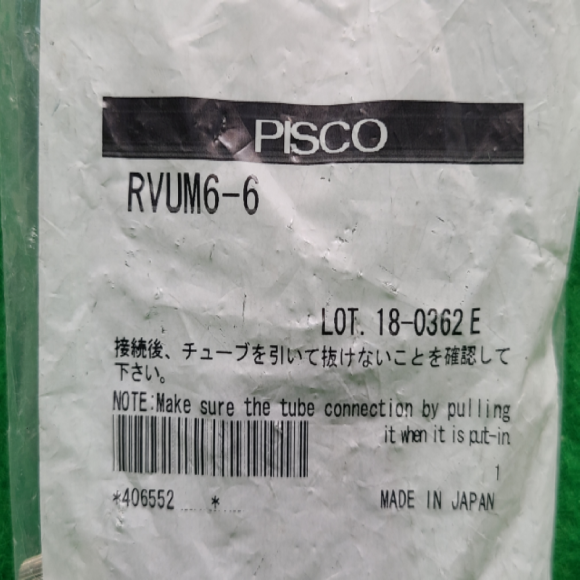 PISCO
RVUM6-6
LOT. 18-0362 E
接続後、チューブを引いて抜けないことを確認して
下さい。
NOTE:Make sure the tube connection by pulling
it when it is put-in
1
*406552 *
MADE IN JAPAN